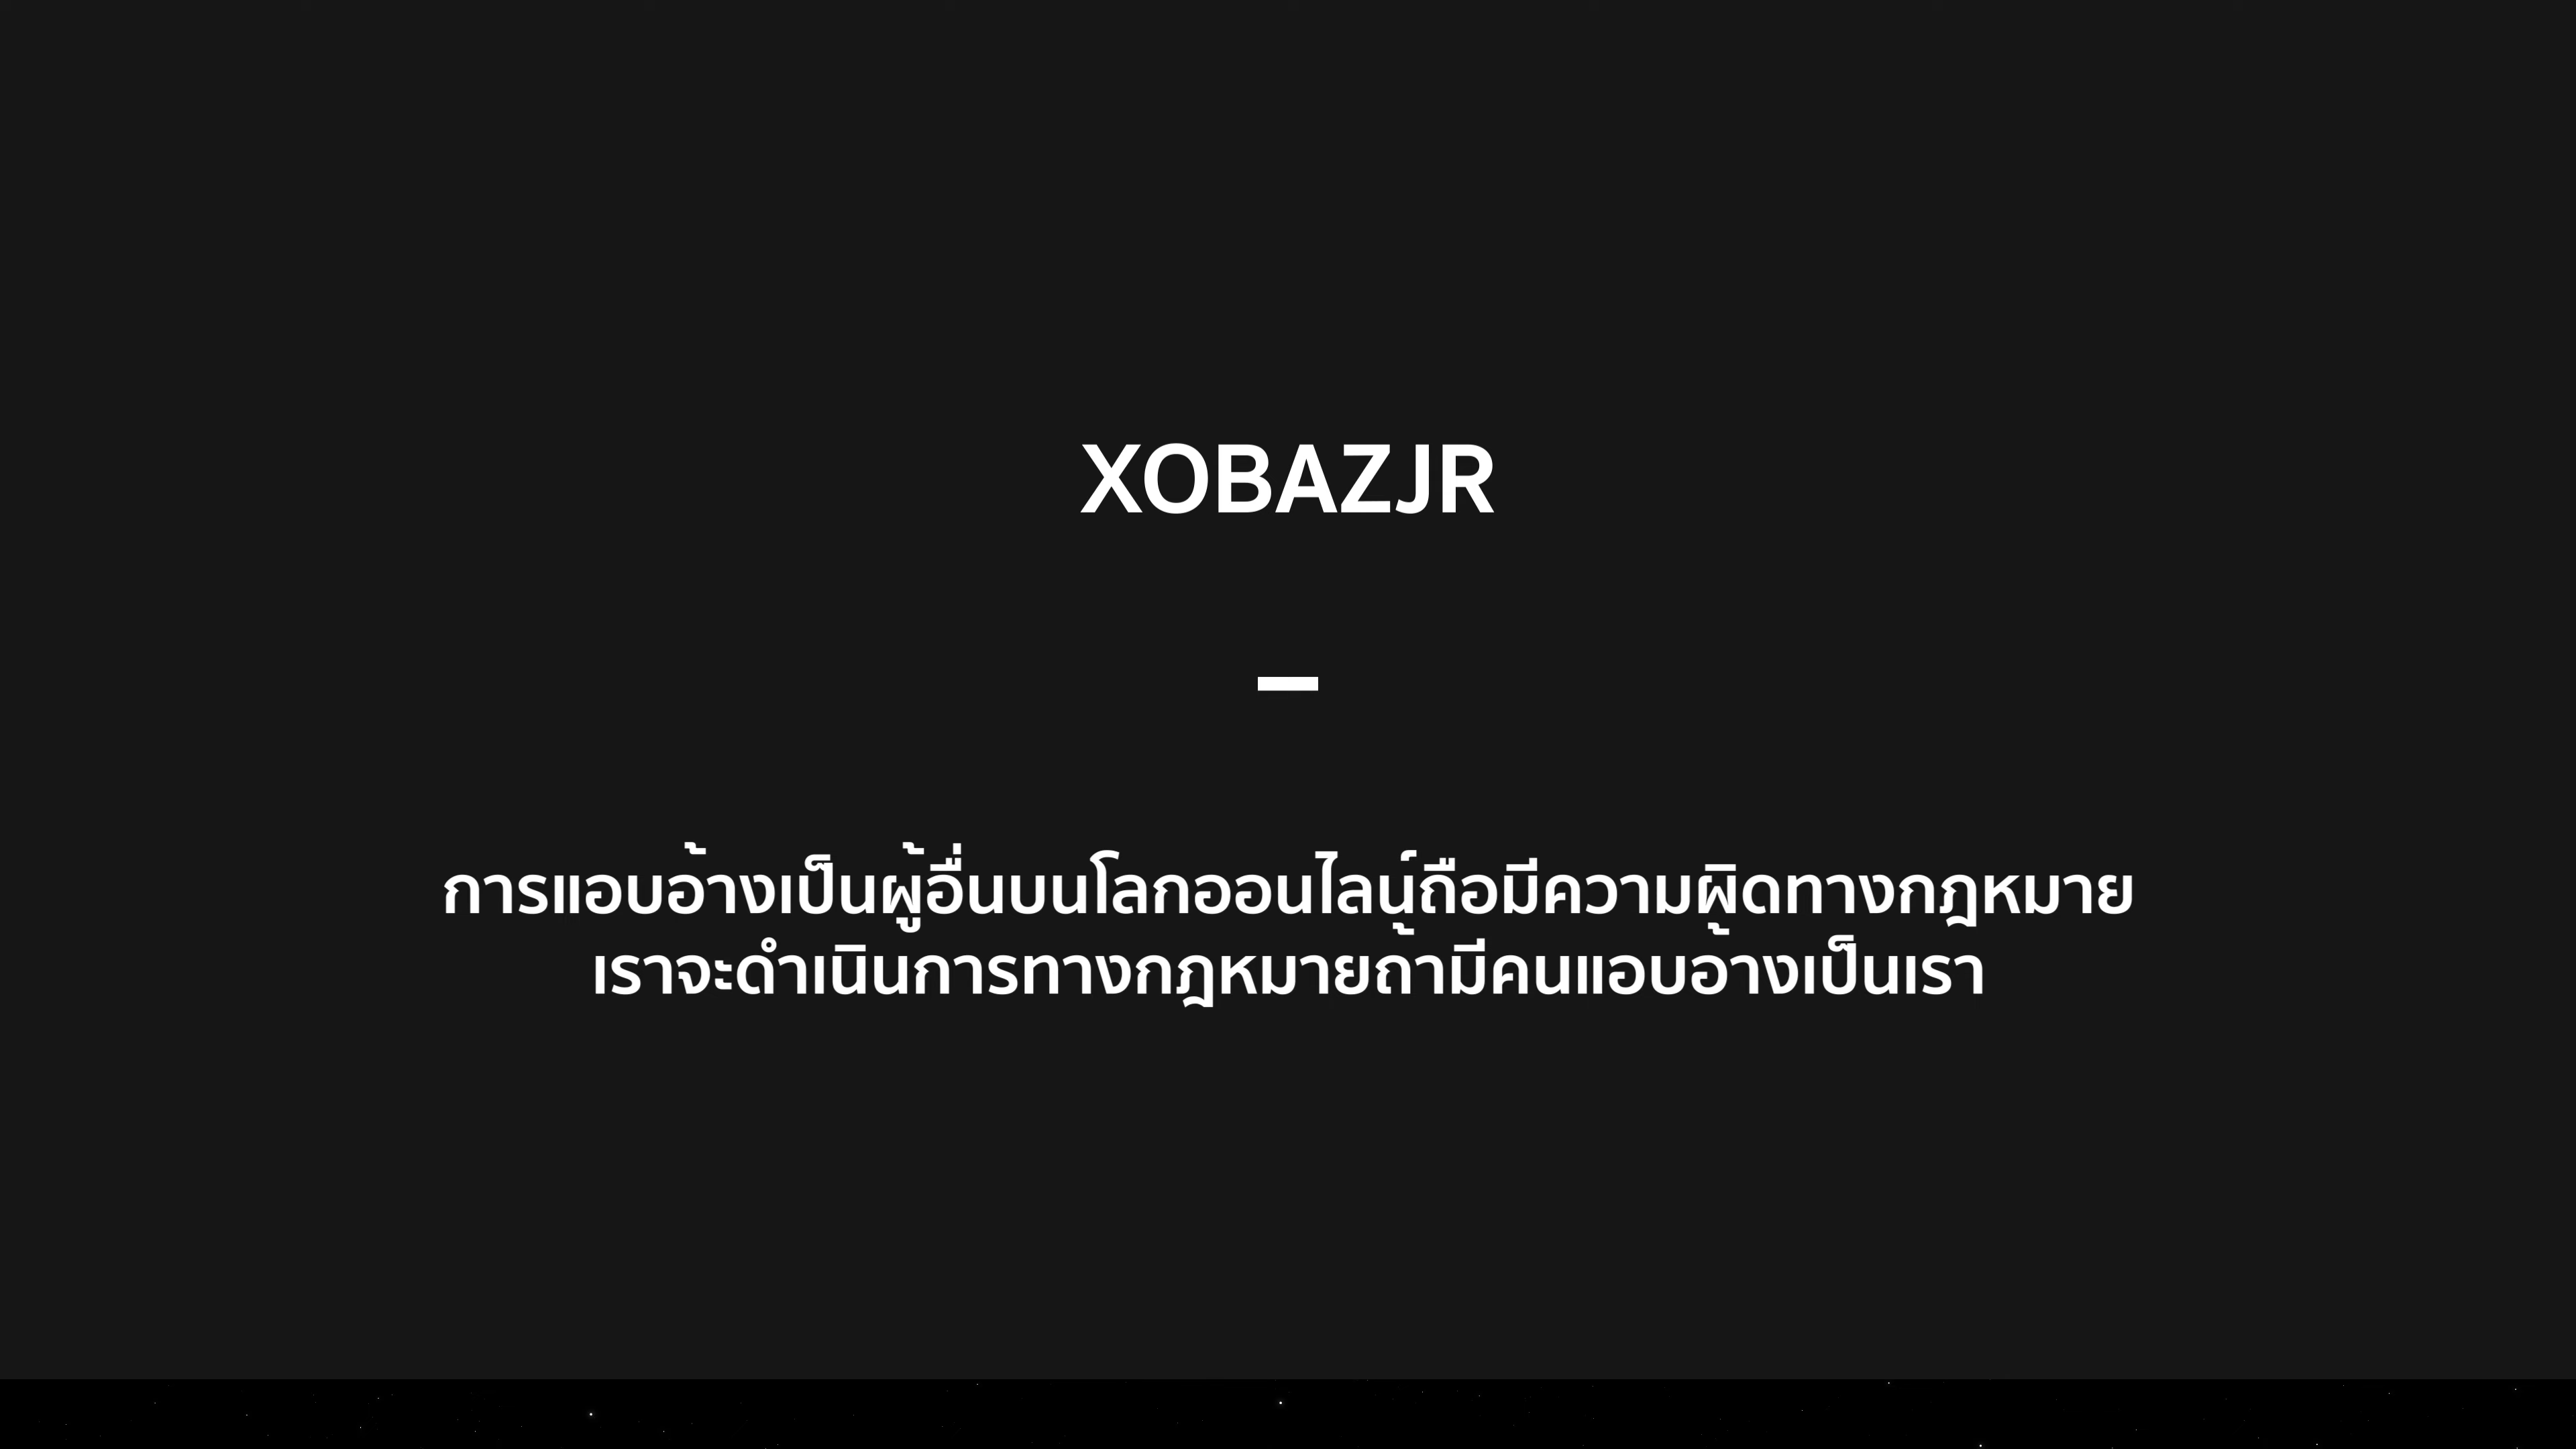 XOBAZJR
–
การแอบอ้างเป็นผู้อื่นบนโลกออนไลน์ถือมีความผิดทางกฎหมาย
เราจะดำเนินการทางกฎหมายถ้ามีคนแอบอ้างเป็นเรา